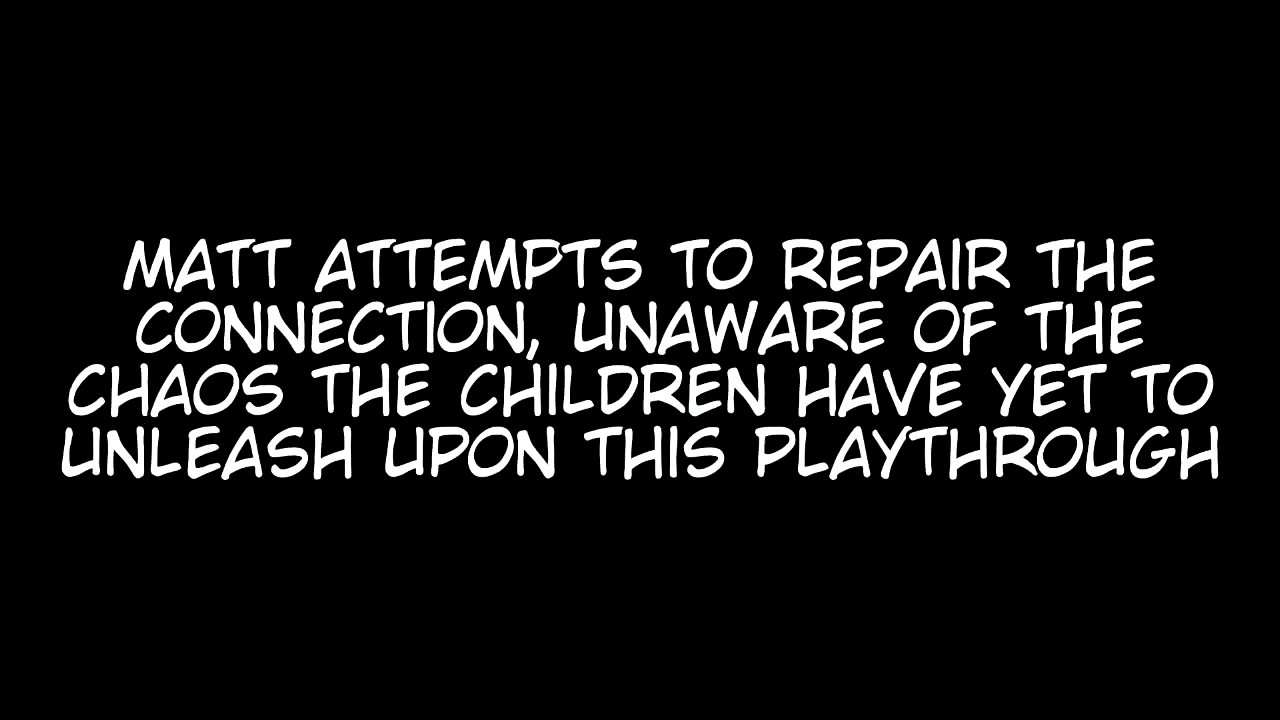 MATT ATTEMPTS TO REPAIR THE
CONNECTION, UNAWARE OF THE
CHAOS THE CHILDREN HAVE YET TO
UNLEASH UPON THIS PLAYTHROUGH